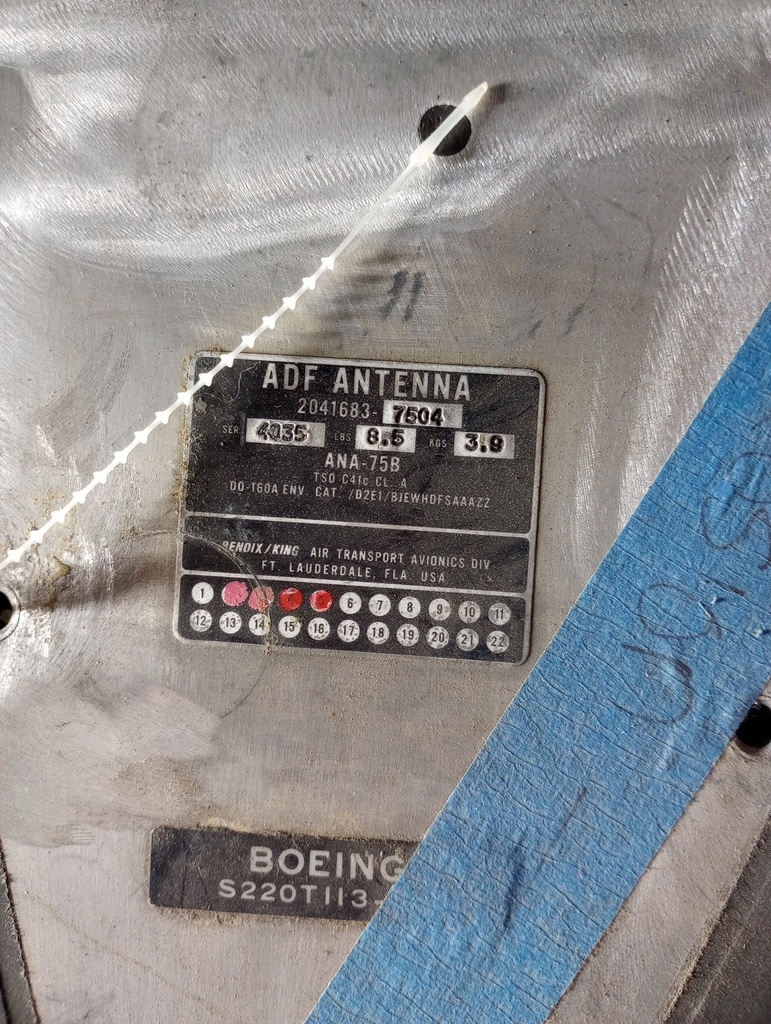 ADF ANTENNA
2041683- 7504
SER 4035 LBS 8.5 KGS 3.9
ANA-75B
TSO C41c CL. A
DO-160A ENV. CAT. /D2E1/BJEWHDFSAAAZZ
BENDIX/KING AIR TRANSPORT AVIONICS DIV
FT. LAUDERDALE, FLA. USA
1 6 7 8 9 10 11
12 13 14 15 16 17 18 19 20 21 22
BOEING
S220T113-